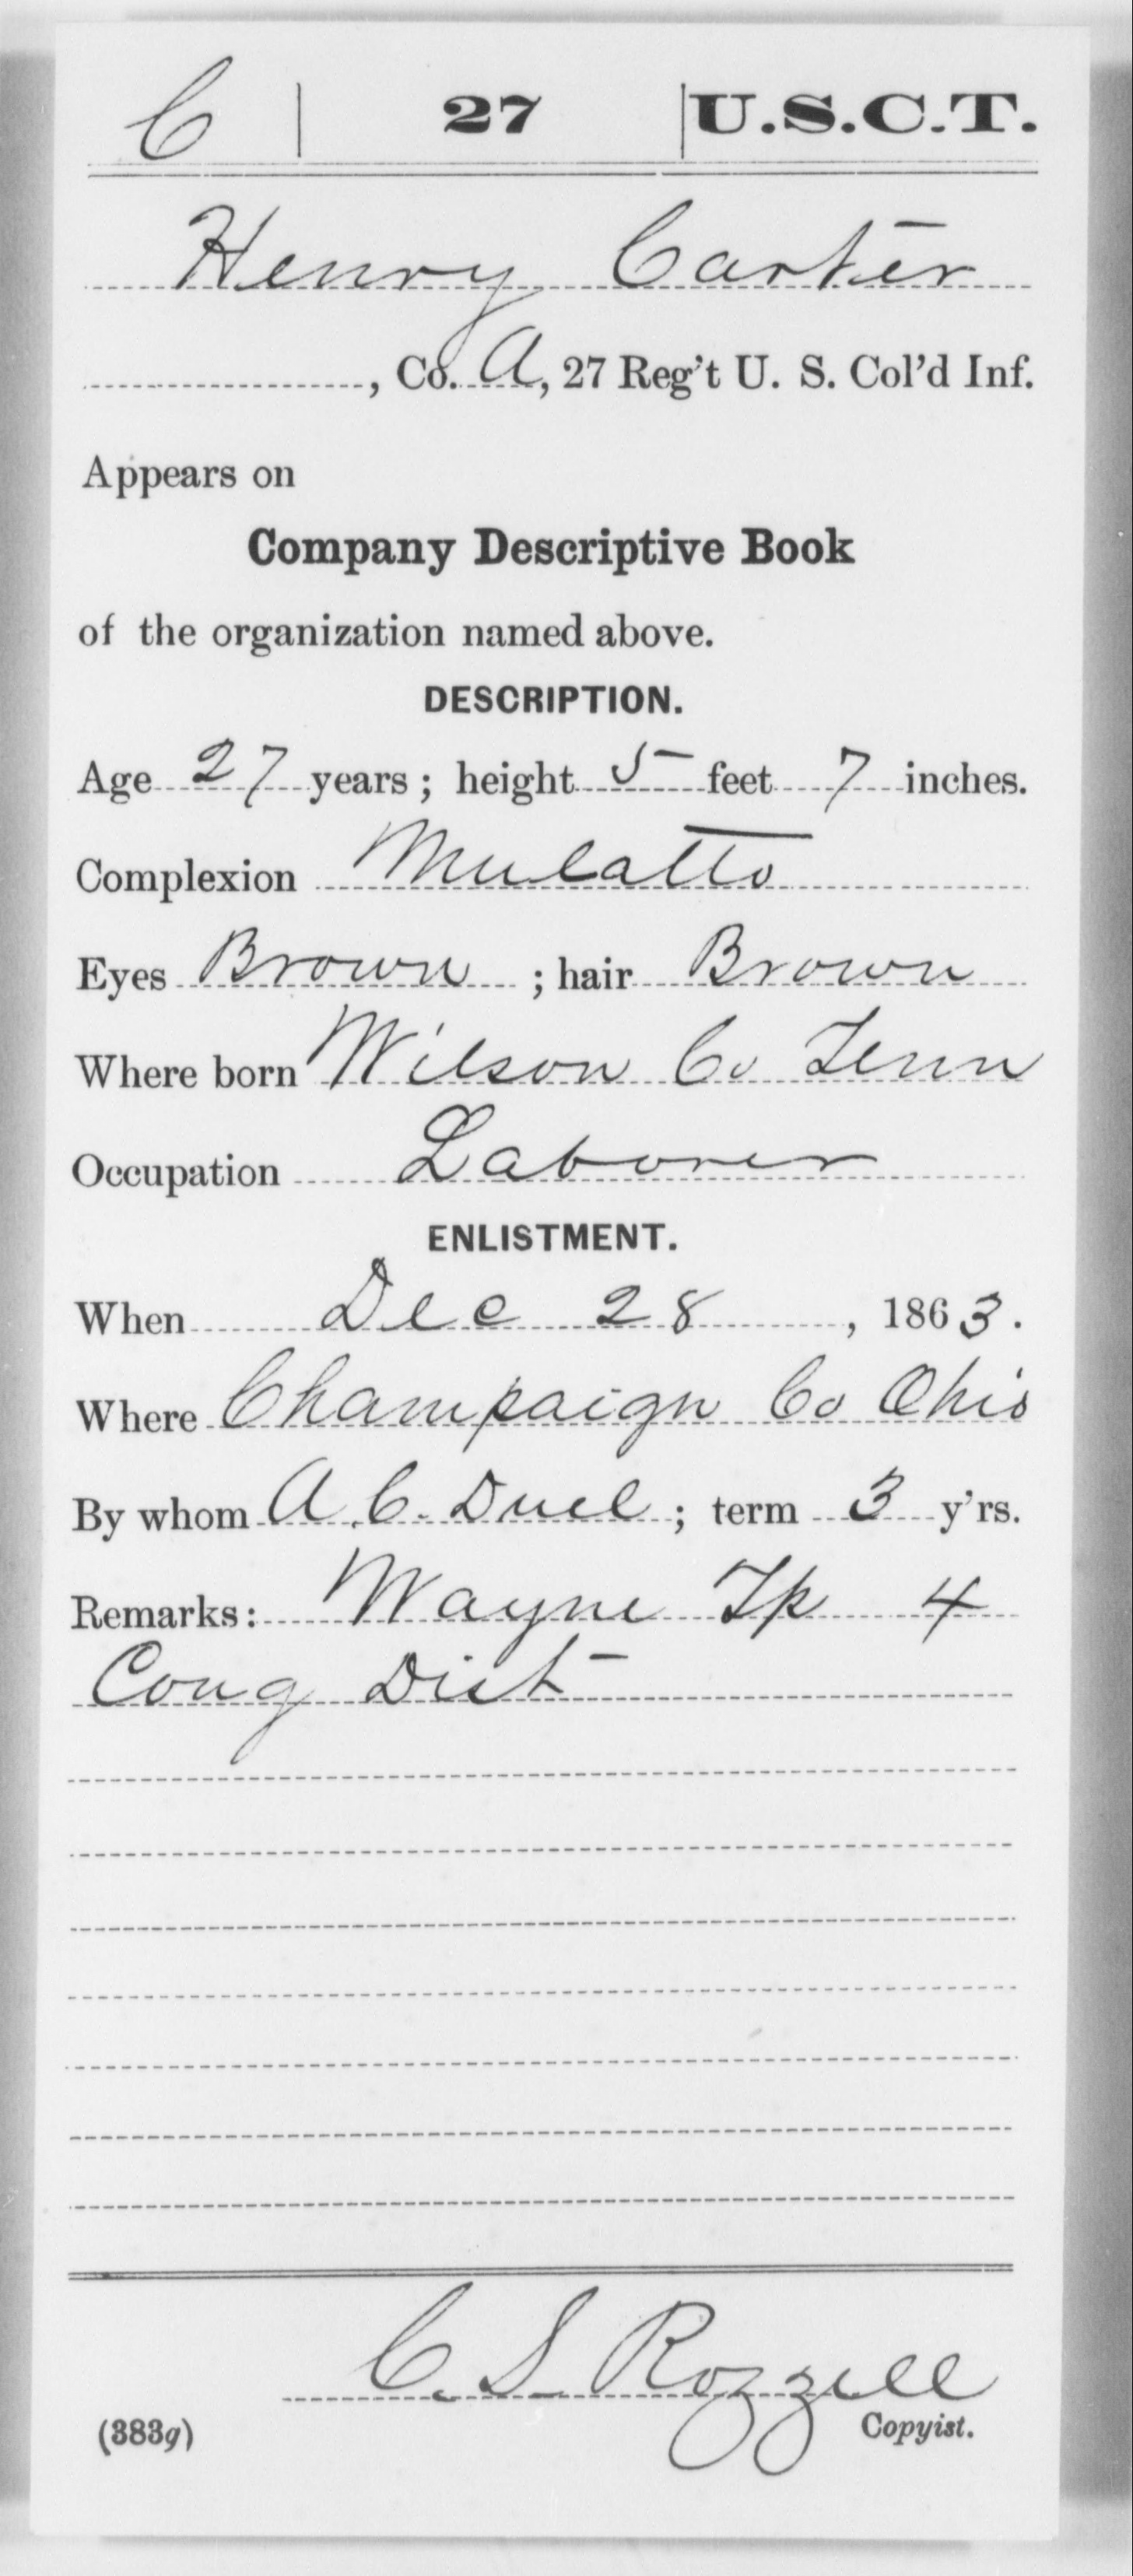 C | 27 | U.S.C.T.
Henry Carter
, Co. A, 27 Reg't U. S. Col'd Inf.
Appears on
Company Descriptive Book
of the organization named above.
DESCRIPTION.
Age 27 years; height 5 feet 7 inches.
Complexion Mulatto
Eyes Brown ; hair Brown
Where born Wilson Co Tenn
Occupation Laborer
ENLISTMENT.
When Dec 28, 1863.
Where Champaign Co Ohio
By whom A. C. Duel ; term 3 y'rs.
Remarks: Wayne Tp 4
Cong Dist
C. S. Rozzell
(383g) Copyist.